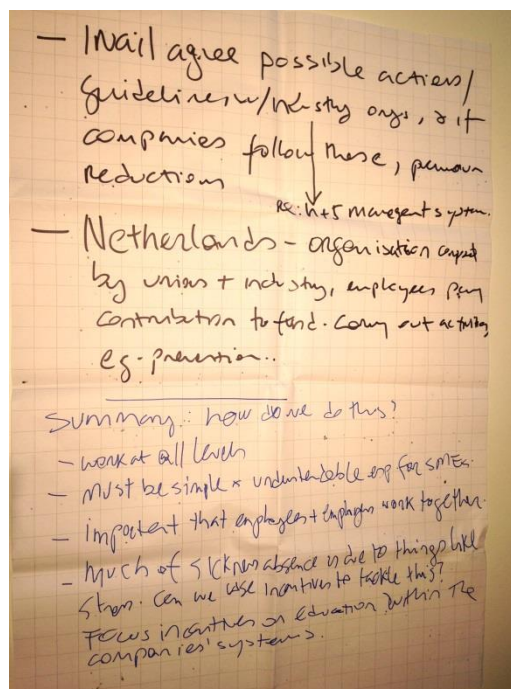 - Inail agree possible actions/
guidelines w/industry orgs, & if
companies follow these, premium
reductions
Re: h+s management system.
- Netherlands - organisation
by unions + industry, employees pay
contribution to fund. Carry out activities
eg. prevention..
Summary: how do we do this?
- work at all levels
- Must be simple & understandable esp for SMEs.
- important that employees + employers work together.
- Much of sickness absence is due to things like
stress. Can we use incentives to tackle this?
Focus incentives on education within the
companies' systems.